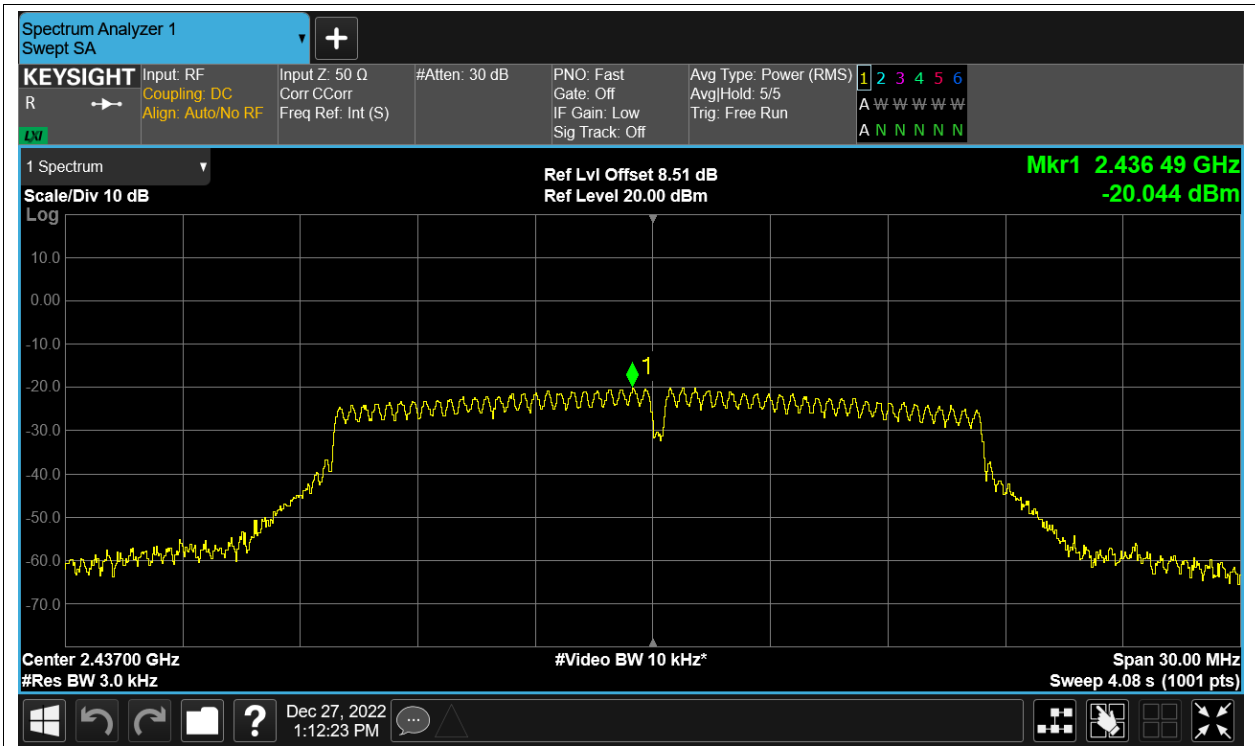 Spectrum Analyzer 1
Swept SA
KEYSIGHT
R
LXI
Input: RF
Coupling: DC
Align: Auto/No RF
Input Z: 50 Ω
Corr CCorr
Freq Ref: Int (S)
#Atten: 30 dB
PNO: Fast
Gate: Off
IF Gain: Low
Sig Track: Off
Avg Type: Power (RMS)
Avg|Hold: 5/5
Trig: Free Run
1 2 3 4 5 6
A W W W W W
A N N N N N
1 Spectrum
Scale/Div 10 dB
Log
Ref Lvl Offset 8.51 dB
Ref Level 20.00 dBm
Mkr1 2.436 49 GHz
-20.044 dBm
10.0
0.00
-10.0
1
-20.0
-30.0
-40.0
-50.0
-60.0
-70.0
Center 2.43700 GHz
#Res BW 3.0 kHz
#Video BW 10 kHz*
Span 30.00 MHz
Sweep 4.08 s (1001 pts)
?
Dec 27, 2022
1:12:23 PM